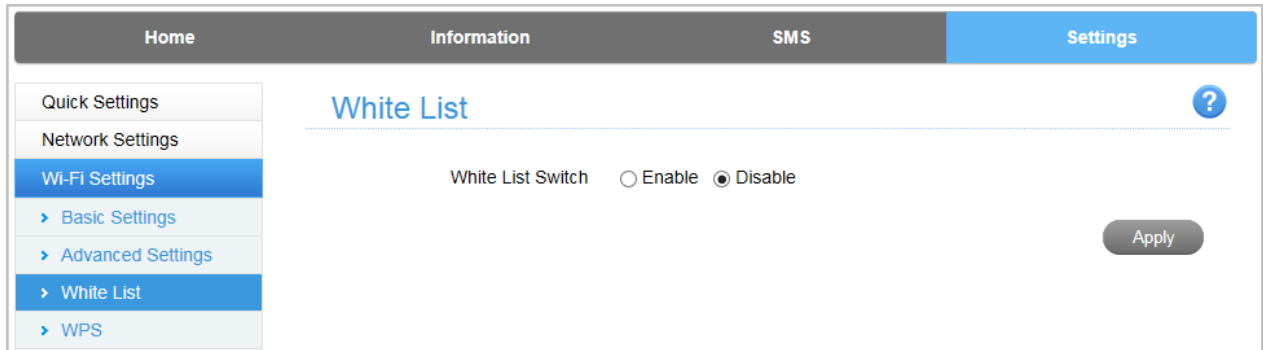 Home Information SMS Settings
Quick Settings
Network Settings
Wi-Fi Settings
Basic Settings
Advanced Settings
White List
WPS
White List
?
White List Switch Enable Disable
Apply